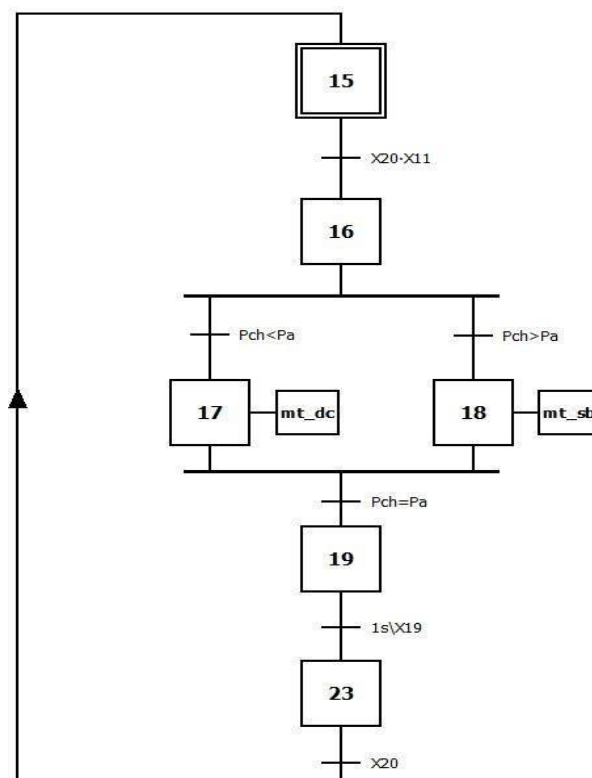 15
X20·X11
16
Pch<Pa
Pch>Pa
17
mt_dc
18
mt_sb
Pch=Pa
19
1s\X19
23
X20